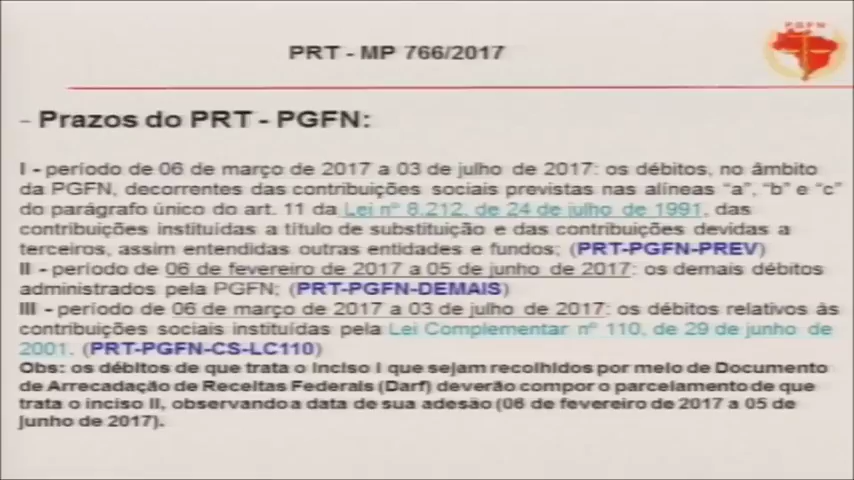 PGFN
PRT - MP 766/2017
- Prazos do PRT - PGFN:
I - período de 06 de março de 2017 a 03 de julho de 2017: os débitos, no âmbito
da PGFN, decorrentes das contribuições sociais previstas nas alíneas “a”, “b” e “c”
do parágrafo único do art. 11 da Lei nº 8.212, de 24 de julho de 1991, das
contribuições instituídas a título de substituição e das contribuições devidas a
terceiros, assim entendidas outras entidades e fundos; (PRT-PGFN-PREV)
II - período de 06 de fevereiro de 2017 a 05 de junho de 2017: os demais débitos
administrados pela PGFN; (PRT-PGFN-DEMAIS)
III - período de 06 de março de 2017 a 03 de julho de 2017: os débitos relativos às
contribuições sociais instituídas pela Lei Complementar nº 110, de 29 de junho de
2001. (PRT-PGFN-CS-LC110)
Obs: os débitos de que trata o inciso I que sejam recolhidos por meio de Documento
de Arrecadação de Receitas Federais (Darf) deverão compor o parcelamento de que
trata o inciso II, observando a data de sua adesão (06 de fevereiro de 2017 a 05 de
junho de 2017).